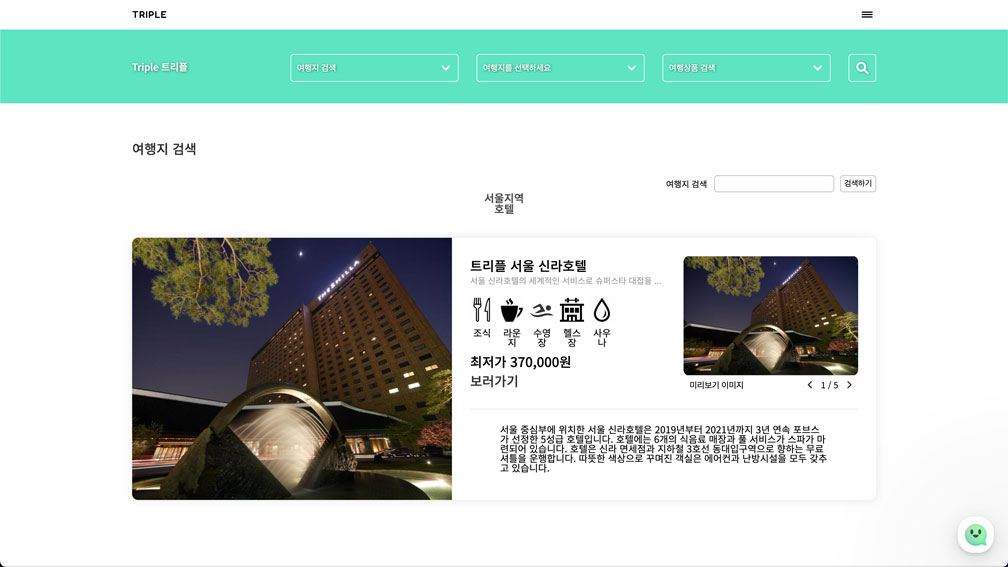 TRIPLE
Triple 트리플
여행지 검색
여행지를 선택하세요
여행상품 검색
여행지 검색
여행지 검색
검색하기
서울지역
호텔
THE SHILLA
트리플 서울 신라호텔
서울 신라호텔의 세계적인 서비스로 슈퍼스타 대접을 ...
조식
라운
지
수영
장
헬스
장
사우
나
최저가 370,000원
보러가기
미리보기 이미지
1 / 5
서울 중심부에 위치한 서울 신라호텔은 2019년부터 2021년까지 3년 연속 포브스
가 선정한 5성급 호텔입니다. 호텔에는 6개의 식음료 매장과 풀 서비스가 스파가 마
련되어 있습니다. 호텔은 신라 면세점과 지하철 3호선 동대입구역으로 향하는 무료
셔틀을 운행합니다. 따뜻한 색상으로 꾸며진 객실은 에어컨과 난방시설을 모두 갖추
고 있습니다.